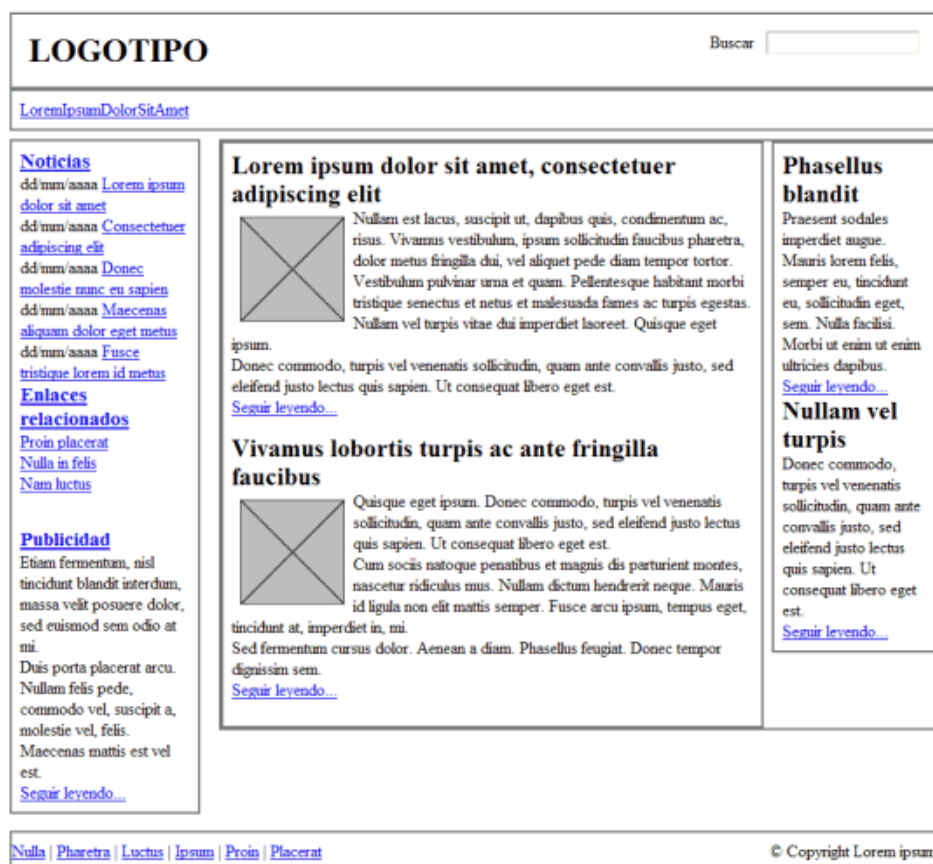 LOGOTIPO
Buscar
LoremIpsumDolorSitAmet
Noticias
dd/mm/aaaa Lorem ipsum
dolor sit amet
dd/mm/aaaa Consectetuer
adipiscing elit
dd/mm/aaaa Donec
molestie nunc eu sapien
dd/mm/aaaa Maecenas
aliquam dolor eget metus
dd/mm/aaaa Fusce
tristique lorem id metus
Enlaces
relacionados
Proin placerat
Nulla in felis
Nam luctus
Publicidad
Etiam fermentum, nisl
tincidunt blandit interdum,
massa velit posuere dolor,
sed euismod sem odio at
mi.
Duis porta placerat arcu.
Nullam felis pede,
commodo vel, suscipit a,
molestie vel, felis.
Maecenas mattis est vel
est.
Seguir leyendo...
Lorem ipsum dolor sit amet, consectetuer
adipiscing elit
Nullam est lacus, suscipit ut, dapibus quis, condimentum ac,
risus. Vivamus vestibulum, ipsum sollicitudin faucibus pharetra,
dolor metus fringilla dui, vel aliquet pede diam tempor tortor.
Vestibulum pulvinar urna et quam. Pellentesque habitant morbi
tristique senectus et netus et malesuada fames ac turpis egestas.
Nullam vel turpis vitae dui imperdiet laoreet. Quisque eget
ipsum.
Donec commodo, turpis vel venenatis sollicitudin, quam ante convallis justo, sed
eleifend justo lectus quis sapien. Ut consequat libero eget est.
Seguir leyendo...
Vivamus lobortis turpis ac ante fringilla
faucibus
Quisque eget ipsum. Donec commodo, turpis vel venenatis
sollicitudin, quam ante convallis justo, sed eleifend justo lectus
quis sapien. Ut consequat libero eget est.
Cum sociis natoque penatibus et magnis dis parturient montes,
nascetur ridiculus mus. Nullam dictum hendrerit neque. Mauris
id ligula non elit mattis semper. Fusce arcu ipsum, tempus eget,
tincidunt at, imperdiet in, mi.
Sed fermentum cursus dolor. Aenean a diam. Phasellus feugiat. Donec tempor
dignissim sem.
Seguir leyendo...
Phasellus
blandit
Praesent sodales
imperdiet augue.
Mauris lorem felis,
semper eu, tincidunt
eu, sollicitudin eget,
sem. Nulla facilisi.
Morbi ut enim ut enim
ultricies dapibus.
Seguir leyendo...
Nullam vel
turpis
Donec commodo,
turpis vel venenatis
sollicitudin, quam ante
convallis justo, sed
eleifend justo lectus
quis sapien. Ut
consequat libero eget
est.
Seguir leyendo...
Nulla | Pharetra | Luctus | Ipsum | Proin | Placerat
© Copyright Lorem ipsum